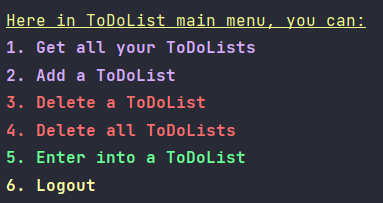 Here in ToDoList main menu, you can:
1. Get all your ToDoLists
2. Add a ToDoList
3. Delete a ToDoList
4. Delete all ToDoLists
5. Enter into a ToDoList
6. Logout